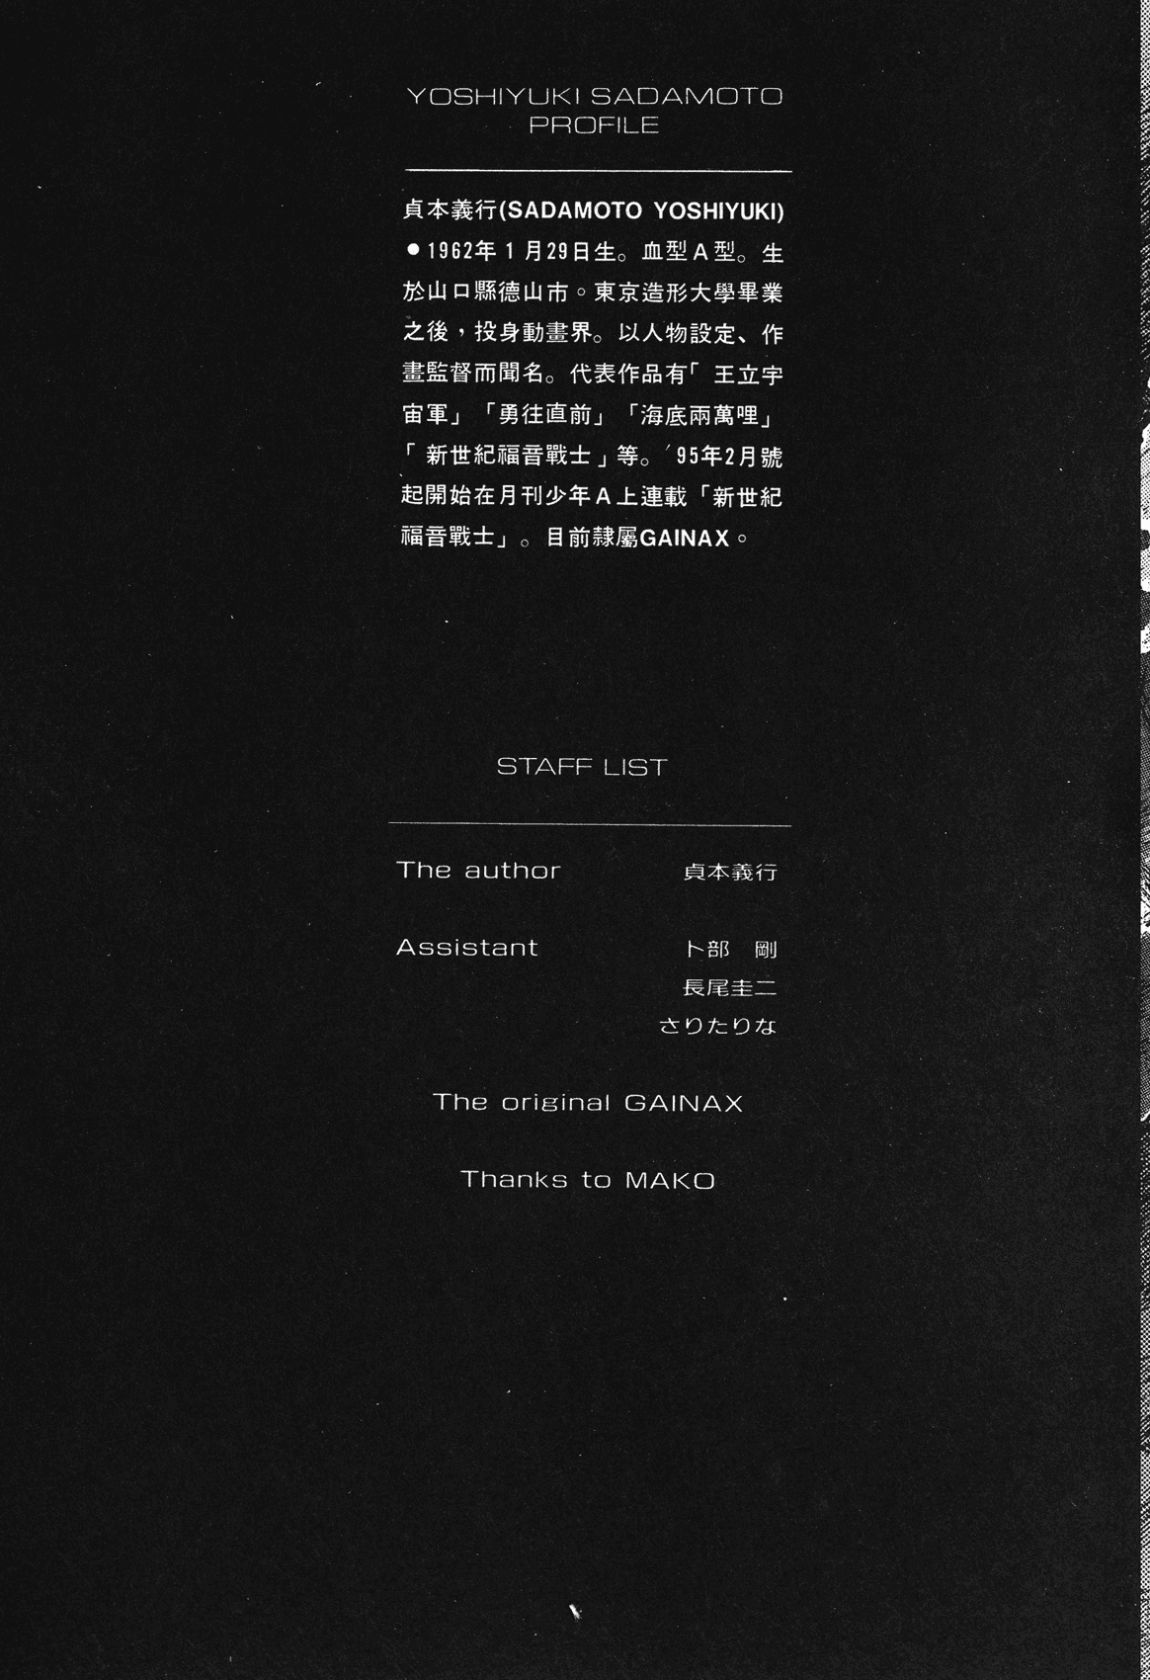 YOSHIYUKI SADAMOTO
PROFILE
貞本義行(SADAMOTO YOSHIYUKI)
●1962年1月29日生。血型A型。生
於山口縣德山市。東京造形大學畢業
之後，投身動畫界。以人物設定、作
畫監督而聞名。代表作品有「王立宇
宙軍」「勇往直前」「海底兩萬哩」
「新世紀福音戰士」等。'95年2月號
起開始在月刊少年A上連載「新世紀
福音戰士」。目前隸屬GAINAX。
STAFF LIST
The author 貞本義行
Assistant 卜部 剛
長尾圭二
さりたりな
The original GAINAX
Thanks to MAKO